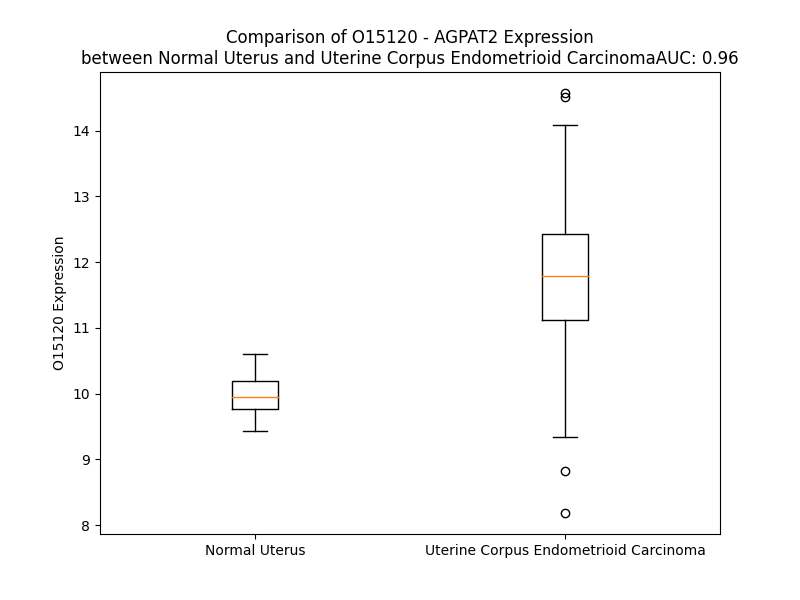 Comparison of O15120 - AGPAT2 Expression
between Normal Uterus and Uterine Corpus Endometrioid CarcinomaAUC: 0.96
O15120 Expression
14
13
12
11
10
9
8
Normal Uterus
Uterine Corpus Endometrioid Carcinoma